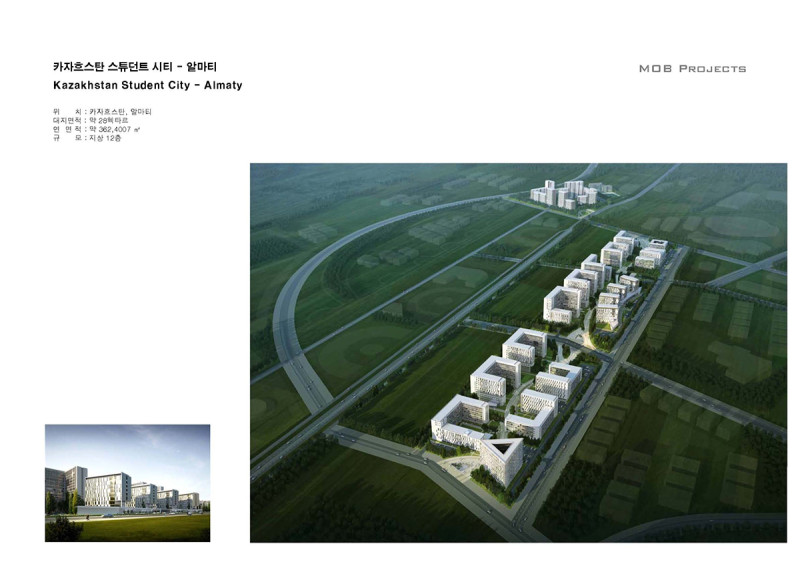 카자흐스탄 스튜던트 시티 - 알마티
MOB PROJECTS
Kazakhstan Student City - Almaty
위 치 : 카자흐스탄, 알마티
대지면적 : 약 28헥타르
연 면 적 : 약 362,4007 ㎡
규 모 : 지상 12층